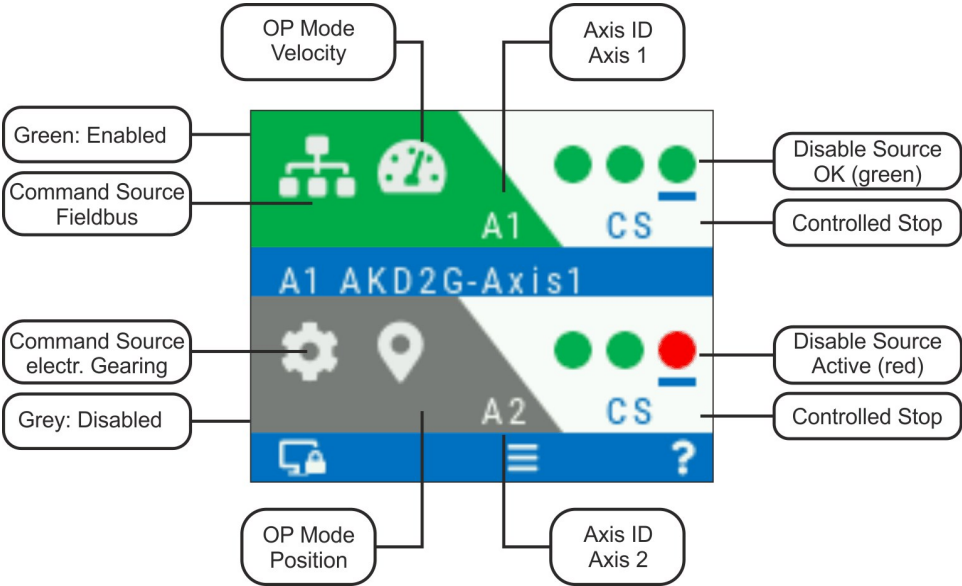 OP Mode
Velocity
Axis ID
Axis 1
Green: Enabled
Disable Source
OK (green)
Command Source
Fieldbus
Controlled Stop
A1
CS
A1 AKD2G-Axis1
Command Source
electr. Gearing
Disable Source
Active (red)
Grey: Disabled
Controlled Stop
A2
CS
?
OP Mode
Position
Axis ID
Axis 2